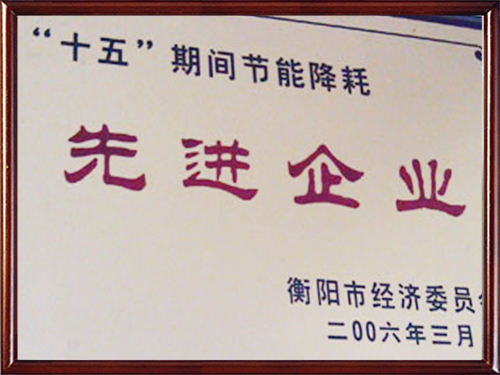 “十五”期间节能降耗
先进企业
衡阳市经济委员
二00六年三月